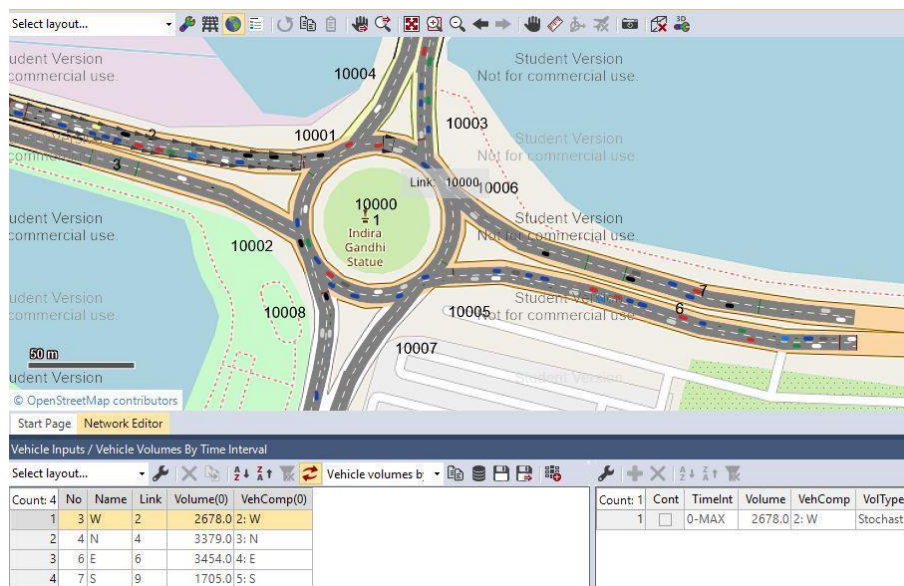 Select layout...
3D
Student Version
Not for commercial use.
udent Version
commercial use.
10004
10001
10003
2
3
Link: 10000
10006
10000
1
Indira
Gandhi
Statue
udent Version
commercial use.
Student Version
Not for commercial use.
10002
7
6
10008
10005
Student Version
Not for commercial use
udent Version
commercial use.
10007
50 m
udent Version
Student Version
© OpenStreetMap contributors
Start Page Network Editor
Vehicle Inputs / Vehicle Volumes By Time Interval
Select layout... Vehicle volumes b
Count: 4 No Name Link Volume(0) VehComp(0)
1 3 W 2 2678.0 2: W
2 4 N 4 3379.0 3: N
3 6 E 6 3454.0 4: E
4 7 S 9 1705.0 5: S
Count: 1 Cont TimeInt Volume VehComp VolType
1 0-MAX 2678.0 2: W Stochast